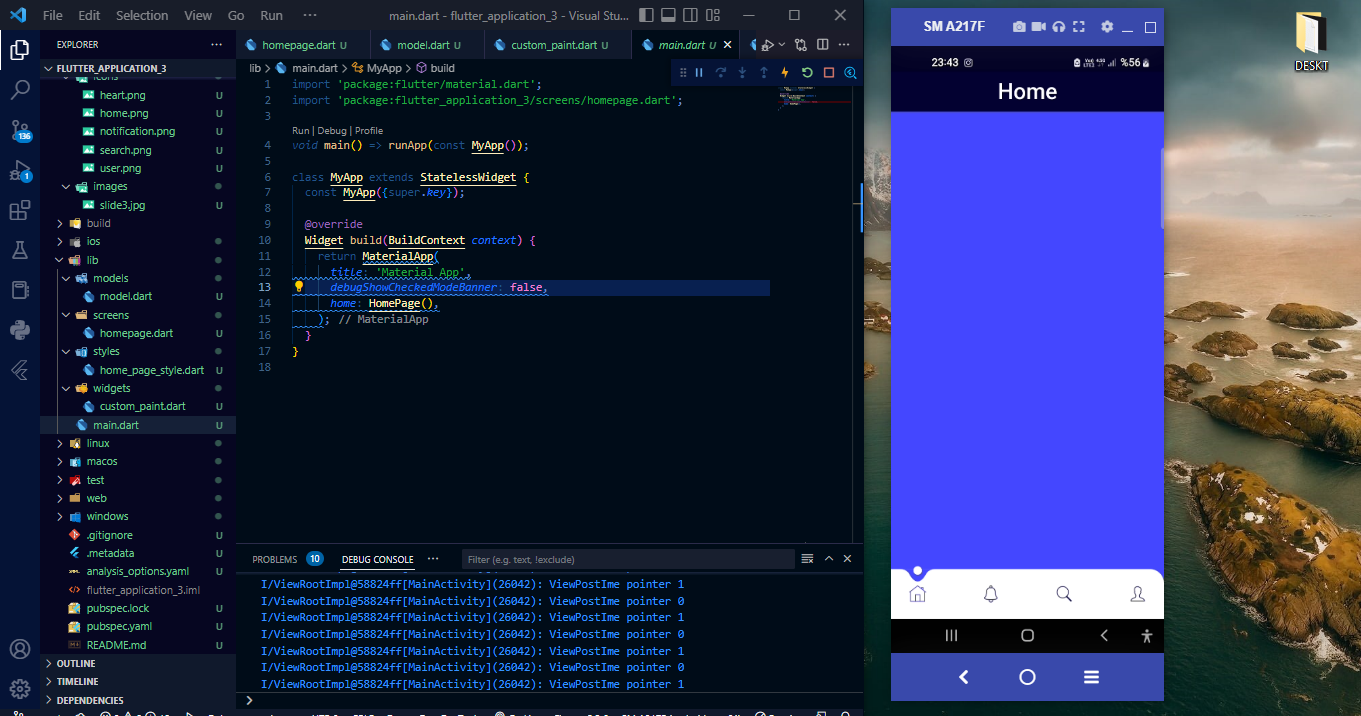 File Edit Selection View Go Run ··· main.dart - flutter_application_3 - Visual Stu...
EXPLORER ···
FLUTTER_APPLICATION_3
icons
heart.png U
home.png U
notification.png U
search.png U
user.png U
images
slide3.jpg U
build
ios
lib
models
model.dart U
screens
homepage.dart U
styles
home_page_style.dart U
widgets
custom_paint.dart U
main.dart U
linux
macos
test
web
windows
.gitignore U
.metadata U
analysis_options.yaml U
flutter_application_3.iml
pubspec.lock U
pubspec.yaml U
README.md U
OUTLINE
TIMELINE
DEPENDENCIES
136
1
homepage.dart U model.dart U custom_paint.dart U main.dart U
lib > main.dart > MyApp > build
1 import 'package:flutter/material.dart';
2 import 'package:flutter_application_3/screens/homepage.dart';
3
Run | Debug | Profile
4 void main() => runApp(const MyApp());
5
6 class MyApp extends StatelessWidget {
7 const MyApp({super.key});
8
9 @override
10 Widget build(BuildContext context) {
11 return MaterialApp(
12 title: 'Material App',
13 debugShowCheckedModeBanner: false,
14 home: HomePage(),
15 ); // MaterialApp
16 }
17 }
18
PROBLEMS 10 DEBUG CONSOLE ··· Filter (e.g. text, !exclude)
I/ViewRootImpl@58824ff[MainActivity](26042): ViewPostIme pointer 1
I/ViewRootImpl@58824ff[MainActivity](26042): ViewPostIme pointer 0
I/ViewRootImpl@58824ff[MainActivity](26042): ViewPostIme pointer 1
I/ViewRootImpl@58824ff[MainActivity](26042): ViewPostIme pointer 0
I/ViewRootImpl@58824ff[MainActivity](26042): ViewPostIme pointer 1
I/ViewRootImpl@58824ff[MainActivity](26042): ViewPostIme pointer 0
I/ViewRootImpl@58824ff[MainActivity](26042): ViewPostIme pointer 1
SM A217F
23:43 %56
Home
DESKT